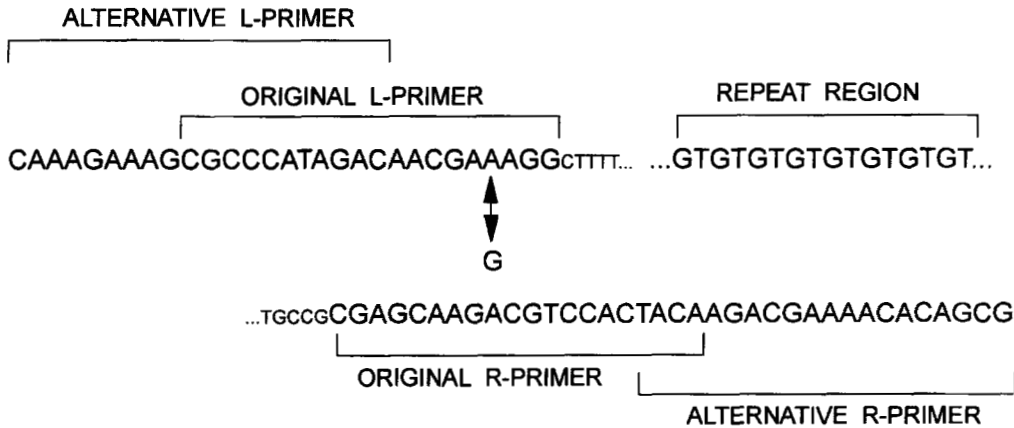 ALTERNATIVE L-PRIMER
ORIGINAL L-PRIMER
REPEAT REGION
CAAAGAAAGCGCCCATAGACAACGAAAGGCTTTT... ...GTGTGTGTGTGTGTGT...
G
...TGCCGCGAGCAAGACGTCCACTACAAGACGAAAACACAGCG
ORIGINAL R-PRIMER
ALTERNATIVE R-PRIMER